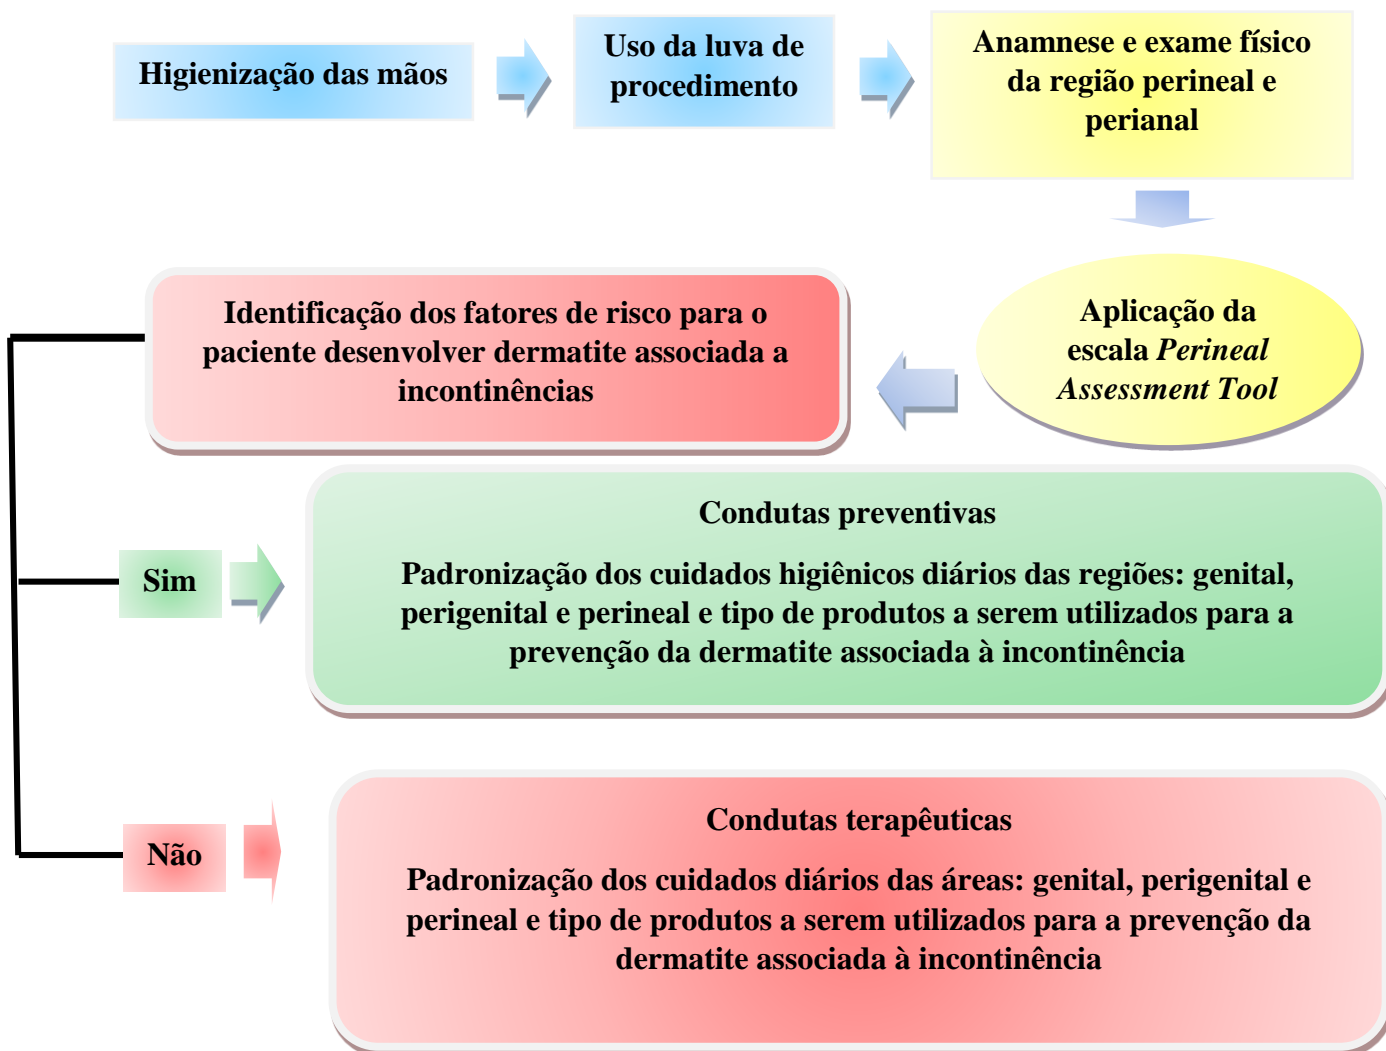 Higienização das mãos
Uso da luva de
procedimento
Anamnese e exame físico
da região perineal e
perianal
Aplicação da
escala Perineal
Assessment Tool
Identificação dos fatores de risco para o
paciente desenvolver dermatite associada a
incontinências
Sim
Condutas preventivas
Padronização dos cuidados higiênicos diários das regiões: genital,
perigenital e perineal e tipo de produtos a serem utilizados para a
prevenção da dermatite associada à incontinência
Não
Condutas terapêuticas
Padronização dos cuidados diários das áreas: genital, perigenital e
perineal e tipo de produtos a serem utilizados para a prevenção da
dermatite associada à incontinência